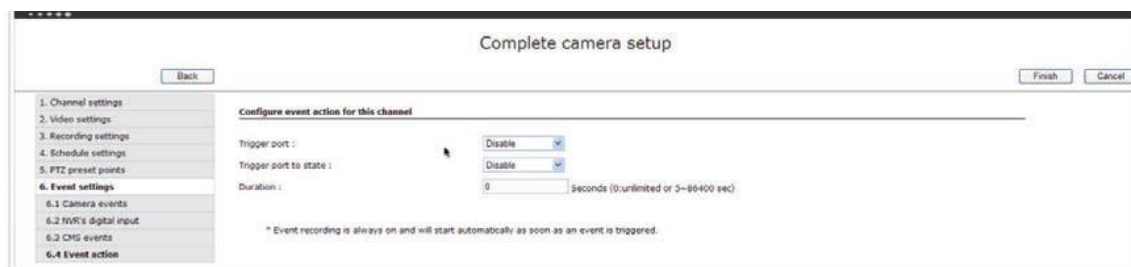 Complete camera setup
Back
Finish
Cancel
1. Channel settings
2. Video settings
3. Recording settings
4. Schedule settings
5. PTZ preset points
6. Event settings
6.1 Camera events
6.2 NVR's digital input
6.3 CMS events
6.4 Event action
Configure event action for this channel
Trigger port : Disable
Trigger port to state : Disable
Duration : 0 Seconds (0:unlimited or 5~86400 sec)
* Event recording is always on and will start automatically as soon as an event is triggered.